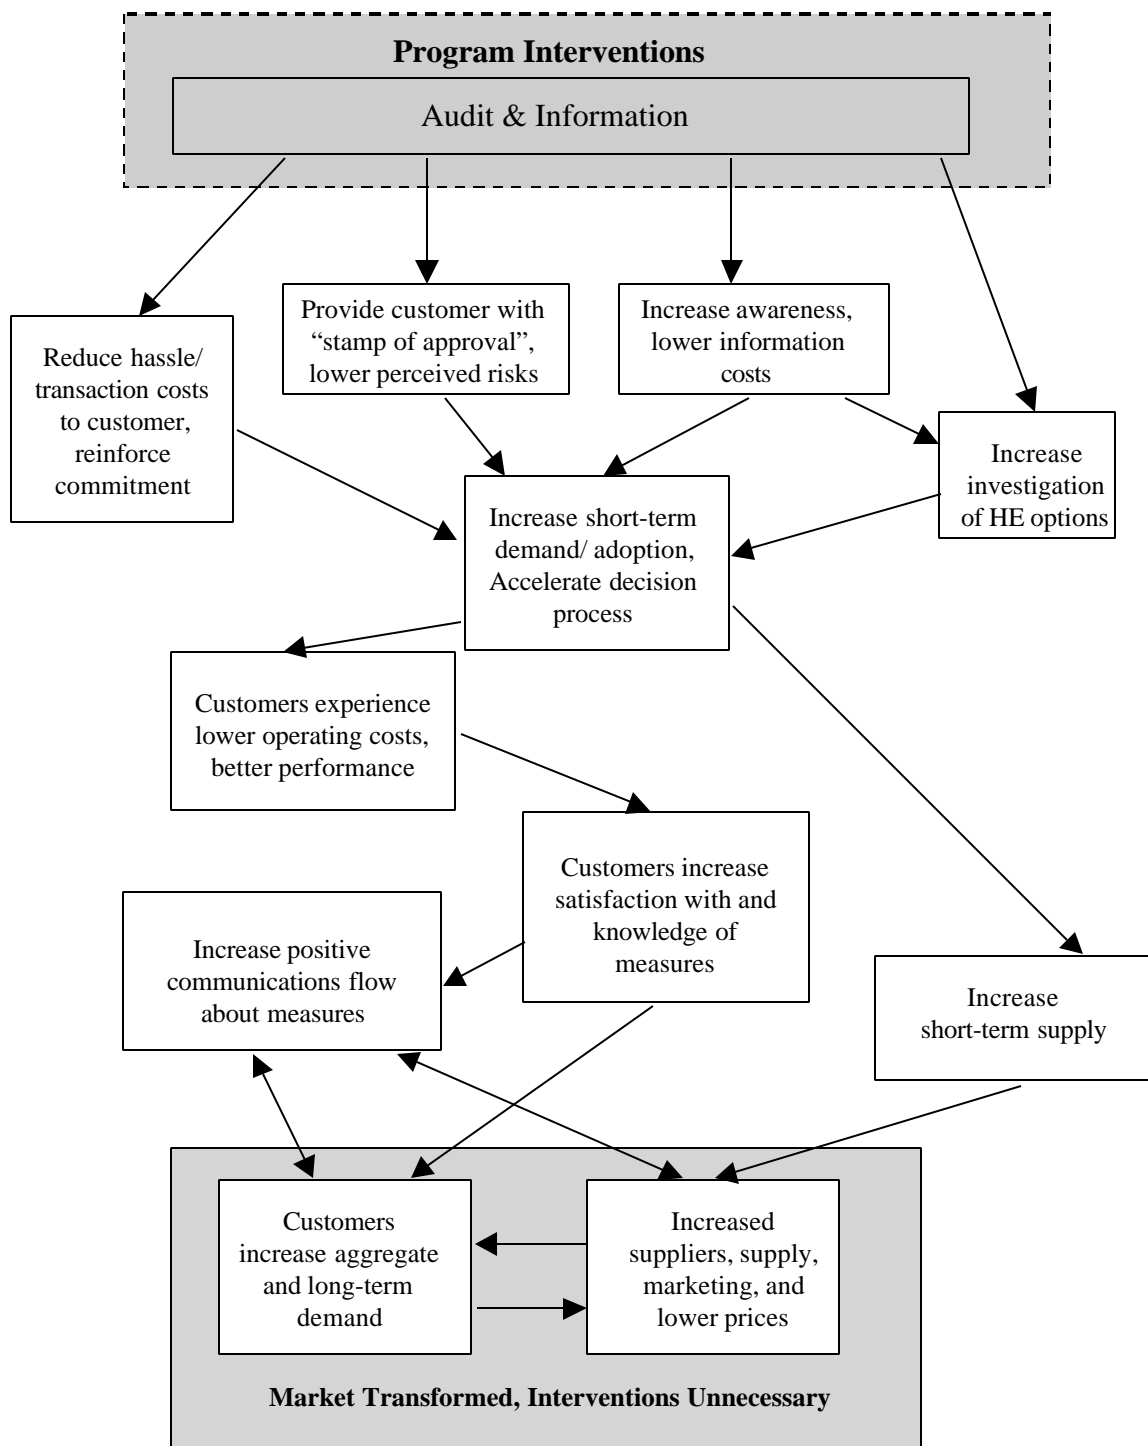 Program Interventions
Audit & Information
Reduce hassle/
transaction costs
to customer,
reinforce
commitment
Provide customer with
“stamp of approval”,
lower perceived risks
Increase awareness,
lower information
costs
Increase
investigation
of HE options
Increase short-term
demand/ adoption,
Accelerate decision
process
Customers experience
lower operating costs,
better performance
Customers increase
satisfaction with and
knowledge of
measures
Increase positive
communications flow
about measures
Increase
short-term supply
Customers
increase aggregate
and long-term
demand
Increased
suppliers, supply,
marketing, and
lower prices
Market Transformed, Interventions Unnecessary